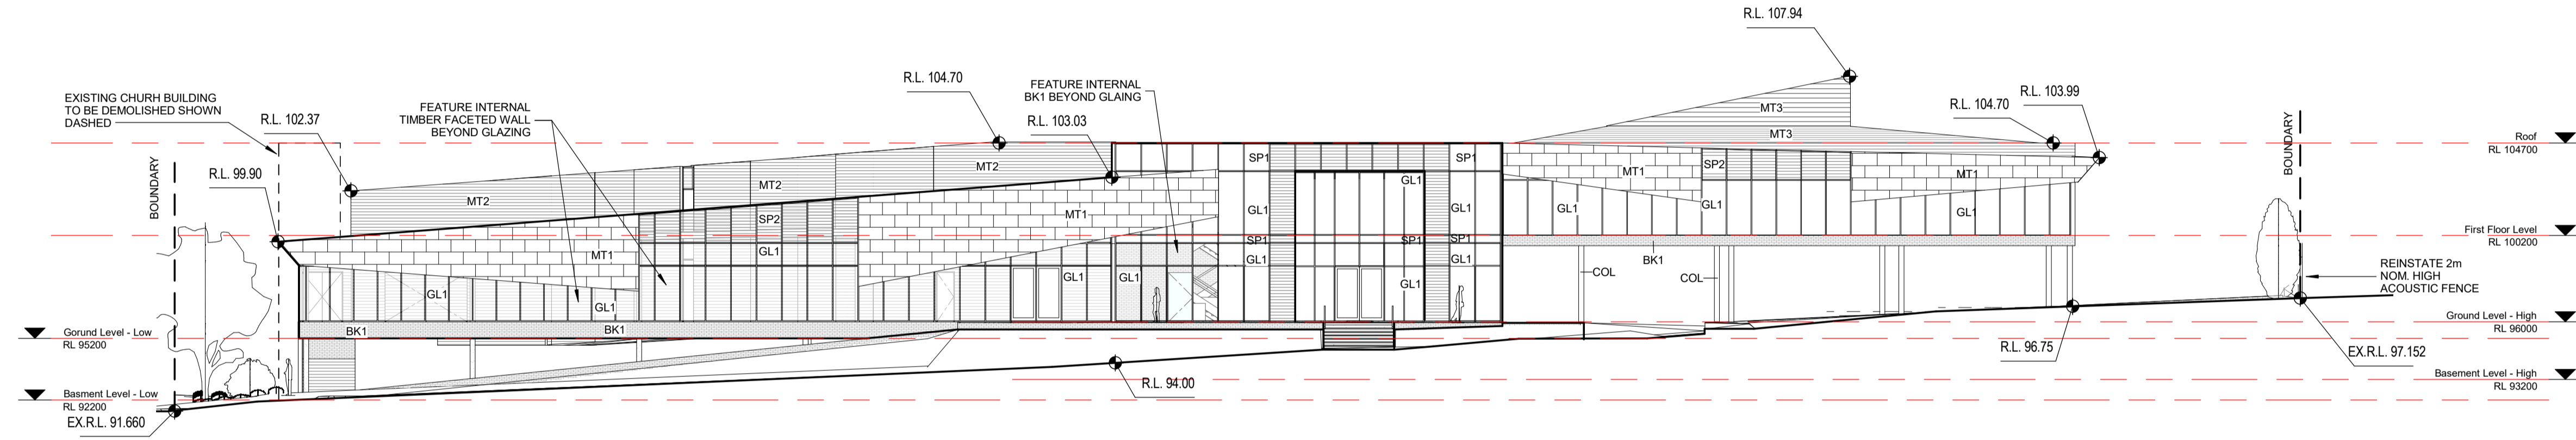 R.L. 107.94
R.L. 104.70
FEATURE INTERNAL
BK1 BEYOND GLAING
R.L. 103.99
R.L. 104.70
EXISTING CHURH BUILDING
TO BE DEMOLISHED SHOWN
DASHED
R.L. 102.37
FEATURE INTERNAL
TIMBER FACETED WALL
BEYOND GLAZING
R.L. 103.03
MT3
MT3
BOUNDARY
BOUNDARY
Roof
RL 104700
R.L. 99.90
MT2
MT2
MT2
SP1
SP1
SP2
MT1
MT1
GL1
MT1
SP2
GL1
GL1
GL1
GL1
GL1
GL1
First Floor Level
RL 100200
SP1
SP1
SP1
MT1
GL1
GL1
GL1
BK1
REINSTATE 2m
NOM. HIGH
ACOUSTIC FENCE
COL
COL
GL1
GL1
GL1
GL1
GL1
Gorund Level - Low
RL 95200
BK1
BK1
Ground Level - High
RL 96000
R.L. 96.75
EX.R.L. 97.152
R.L. 94.00
Basement Level - High
RL 93200
Basment Level - Low
RL 92200
EX.R.L. 91.660